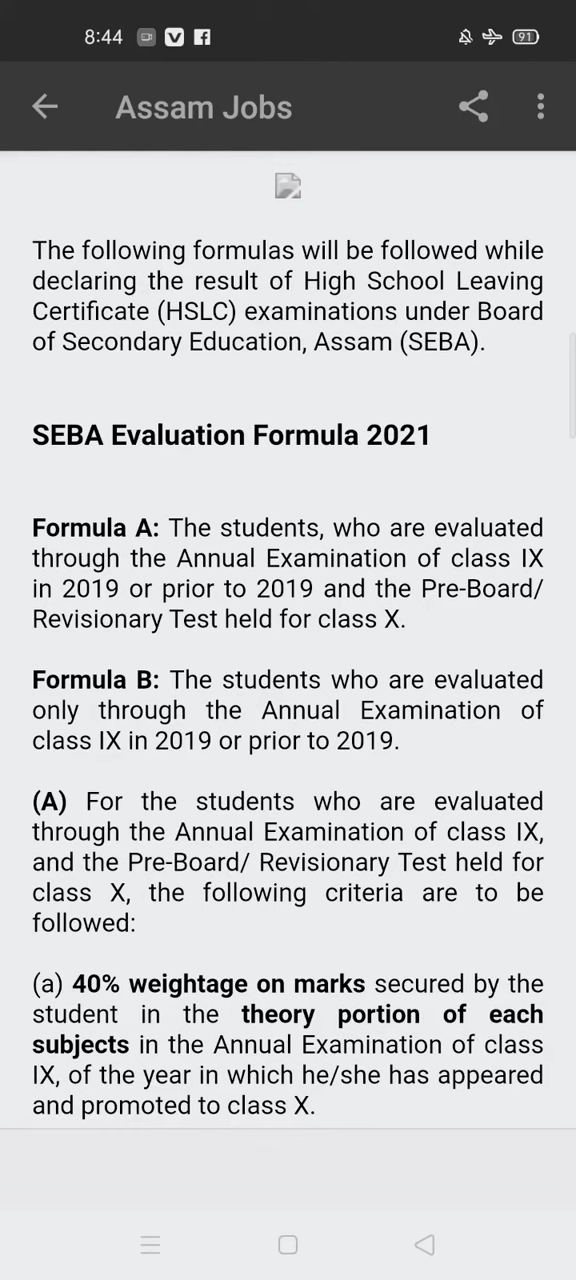 8:44
91
Assam Jobs
The following formulas will be followed while
declaring the result of High School Leaving
Certificate (HSLC) examinations under Board
of Secondary Education, Assam (SEBA).
SEBA Evaluation Formula 2021
Formula A: The students, who are evaluated
through the Annual Examination of class IX
in 2019 or prior to 2019 and the Pre-Board/
Revisionary Test held for class X.
Formula B: The students who are evaluated
only through the Annual Examination of
class IX in 2019 or prior to 2019.
(A) For the students who are evaluated
through the Annual Examination of class IX,
and the Pre-Board/ Revisionary Test held for
class X, the following criteria are to be
followed:
(a) 40% weightage on marks secured by the
student in the theory portion of each
subjects in the Annual Examination of class
IX, of the year in which he/she has appeared
and promoted to class X.